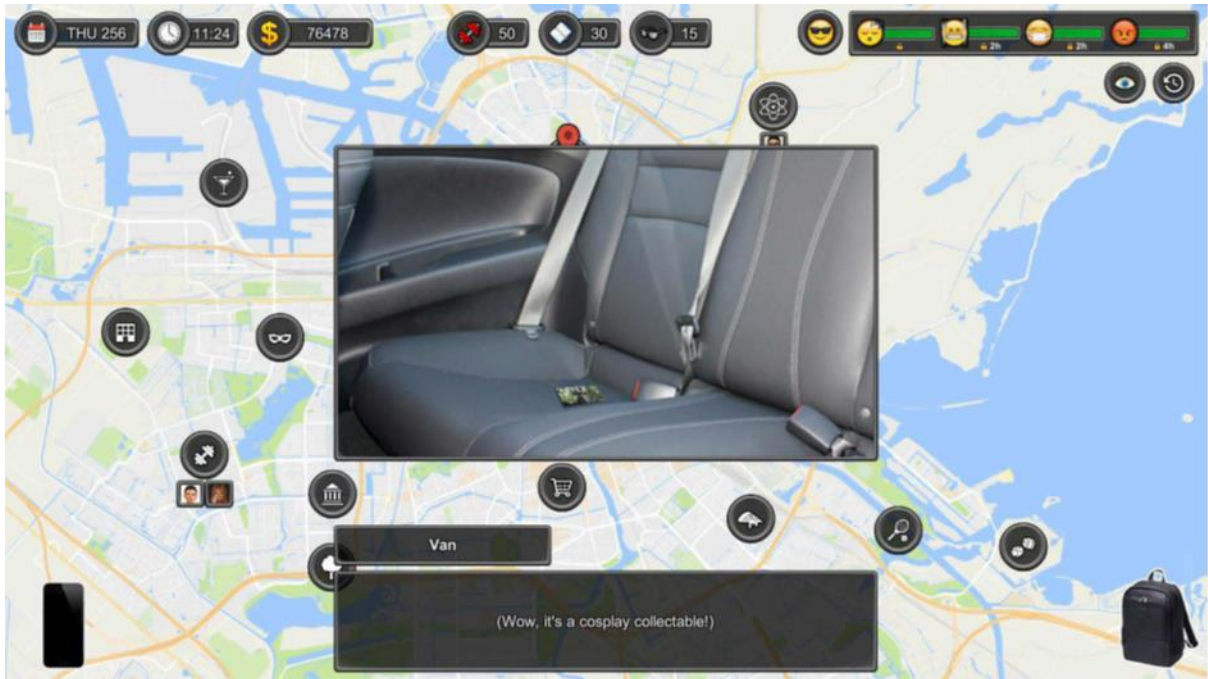 THU 256 11:24 $ 76478 50 30 15
2h 2h 4h
Van
(Wow, it's a cosplay collectable!)